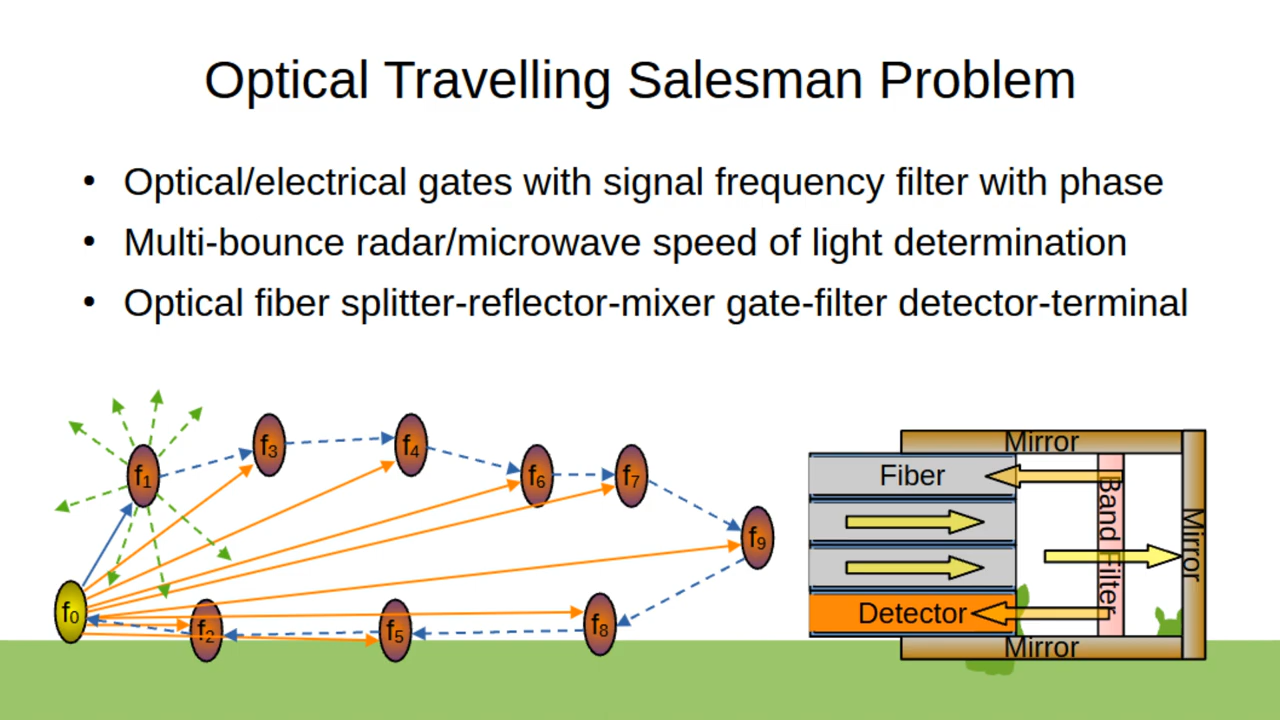 Optical Travelling Salesman Problem
• Optical/electrical gates with signal frequency filter with phase
• Multi-bounce radar/microwave speed of light determination
• Optical fiber splitter-reflector-mixer gate-filter detector-terminal
f₃
f₄
f₁
f₆
f₇
f₉
f₀
f₂
f₅
f₈
Mirror
Fiber
Band Filter
Mirror
Detector
Mirror